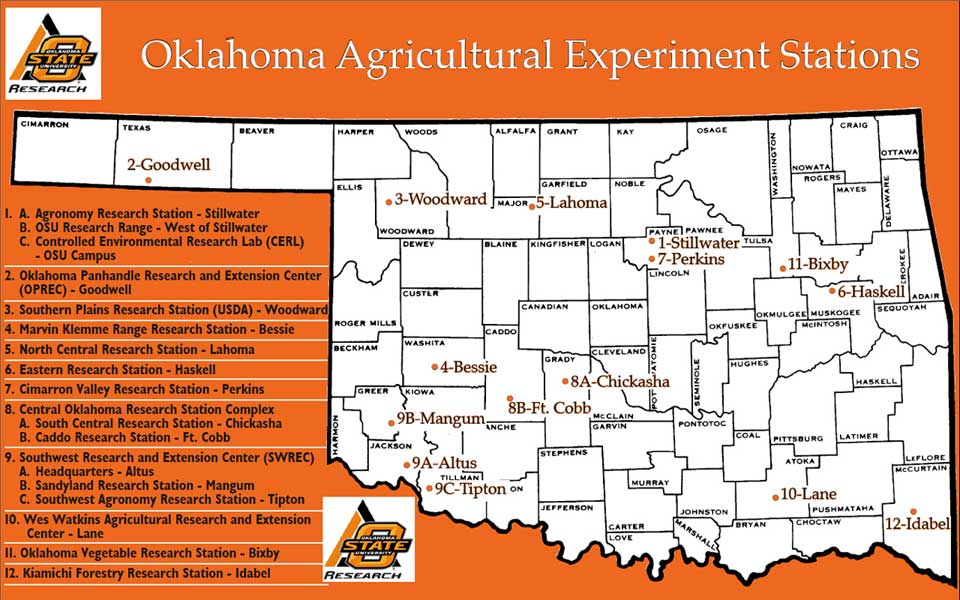 OKLAHOMA
STATE
UNIVERSITY
RESEARCH
Oklahoma Agricultural Experiment Stations
CIMARRON
TEXAS
BEAVER
HARPER
WOODS
ALFALFA
GRANT
KAY
OSAGE
WASHINGTON
NOWATA
CRAIG
OTTAWA
2-Goodwell
ELLIS
3-Woodward
WOODWARD
MAJOR
5-Lahoma
GARFIELD
NOBLE
ROGERS
MAYES
DELAWARE
1. A. Agronomy Research Station - Stillwater
B. OSU Research Range - West of Stillwater
C. Controlled Environmental Research Lab (CERL)
- OSU Campus
2. Oklahoma Panhandle Research and Extension Center
(OPREC) - Goodwell
3. Southern Plains Research Station (USDA) - Woodward
4. Marvin Klemme Range Research Station - Bessie
5. North Central Research Station - Lahoma
6. Eastern Research Station - Haskell
7. Cimarron Valley Research Station - Perkins
8. Central Oklahoma Research Station Complex
A. South Central Research Station - Chickasha
B. Caddo Research Station - Ft. Cobb
9. Southwest Research and Extension Center (SWREC)
A. Headquarters - Altus
B. Sandyland Research Station - Mangum
C. Southwest Agronomy Research Station - Tipton
10. Wes Watkins Agricultural Research and Extension
Center - Lane
11. Oklahoma Vegetable Research Station - Bixby
12. Kiamichi Forestry Research Station - Idabel
DEWEY
BLAINE
KINGFISHER
LOGAN
PAYNE
PAWNEE
1-Stillwater
7-Perkins
LINCOLN
TULSA
11-Bixby
6-Haskell
EROKEE
ADAIR
SEQUOYAH
CUSTER
CANADIAN
OKLAHOMA
OKMULGEE
MUSKOGEE
OKFUSKEE
McINTOSH
ROGER MILLS
BECKHAM
WASHITA
CADDO
GRADY
CLEVELAND
POTTAWATOMIE
SEMINOLE
HUGHES
HASKELL
4-Bessie
8A-Chickasha
8B-Ft. Cobb
GREER
KIOWA
HARMON
9B-Mangum
ANCHE
McCLAIN
GARVIN
PONTOTOC
COAL
PITTSBURG
LATIMER
LeFLORE
JACKSON
9A-Altus
TILLMAN
9C-Tipton
ON
STEPHENS
MURRAY
ATOKA
McCURTAIN
10-Lane
PUSHMATAHA
12-Idabel
JEFFERSON
CARTER
LOVE
JOHNSTON
MARSHALL
BRYAN
CHOCTAW
OKLAHOMA
STATE
UNIVERSITY
RESEARCH